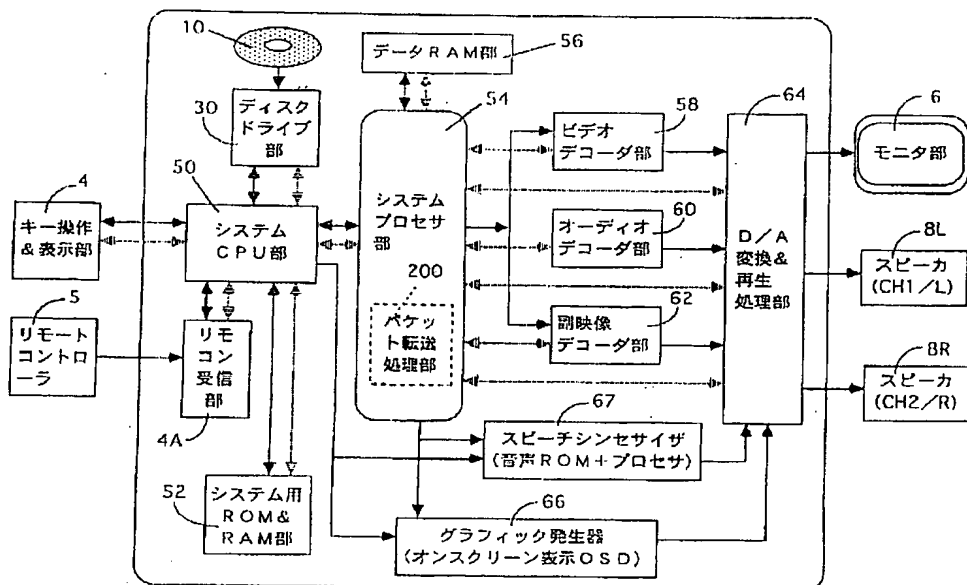 10
データRAM部
56
30
ディスク
ドライブ
部
54
58
ビデオ
デコーダ部
64
6
モニタ部
4
キー操作
&表示部
50
システム
CPU部
システム
プロセサ
部
60
オーディオ
デコーダ部
D/A
変換&
再生
処理部
8L
スピーカ
(CH1/L)
5
リモート
コントロ
ーラ
リモ
コン
受信
部
4A
200
パケッ
ト転送
処理部
62
副映像
デコーダ部
8R
スピーカ
(CH2/R)
67
スピーチシンセサイザ
(音声ROM+プロセサ)
52
システム用
ROM&
RAM部
66
グラフィック発生器
(オンスクリーン表示OSD)